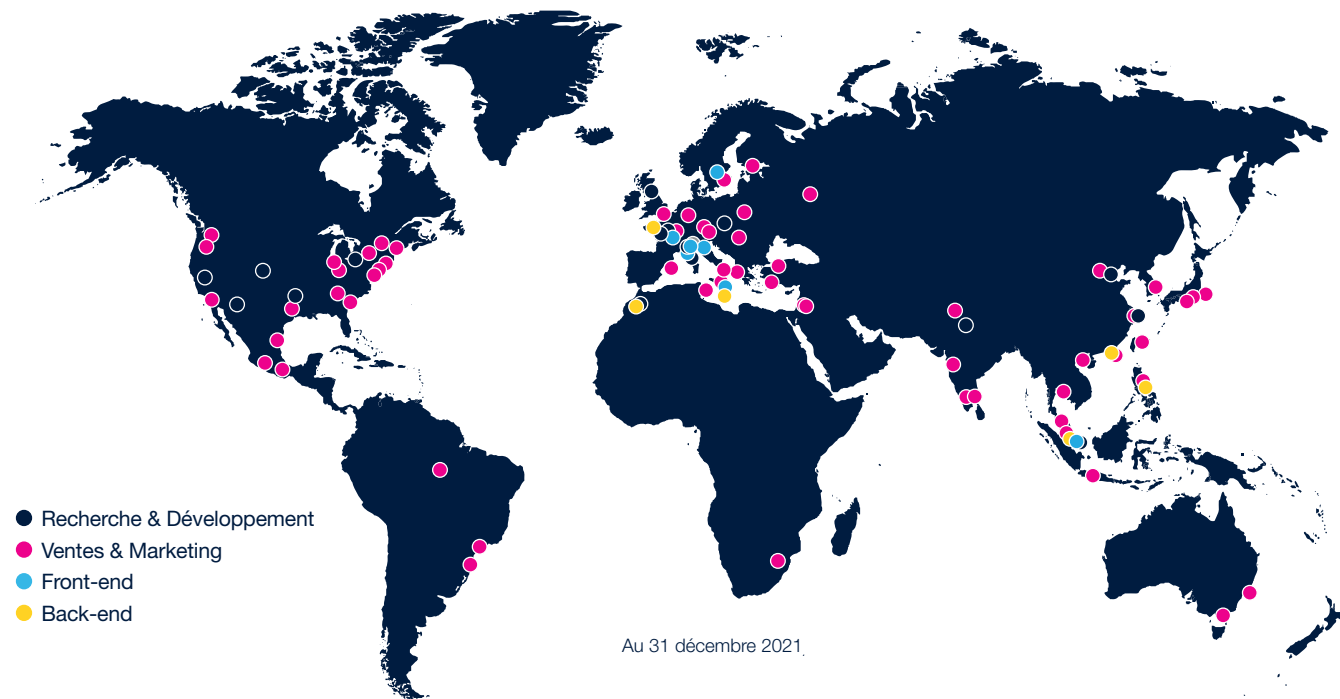 Recherche & Développement
Ventes & Marketing
Front-end
Back-end
Au 31 décembre 2021